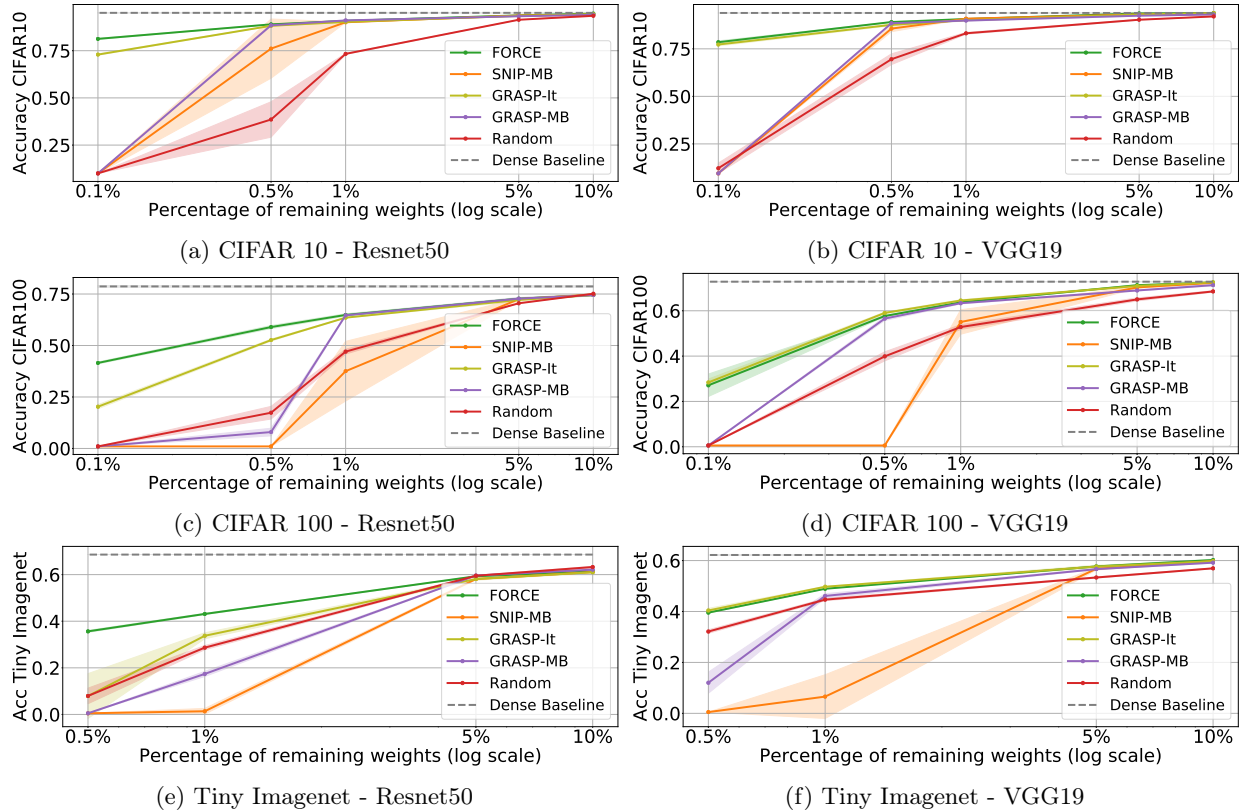 Accuracy CIFAR10
0.75
0.50
0.25
0.1%
0.5%
1%
5%
10%
FORCE
SNIP-MB
GRASP-It
GRASP-MB
Random
Dense Baseline
Percentage of remaining weights (log scale)
(a) CIFAR 10 - Resnet50
Accuracy CIFAR10
0.75
0.50
0.25
0.1%
0.5%
1%
5%
10%
FORCE
SNIP-MB
GRASP-It
GRASP-MB
Random
Dense Baseline
Percentage of remaining weights (log scale)
(b) CIFAR 10 - VGG19
Accuracy CIFAR100
0.75
0.50
0.25
0.00
0.1%
0.5%
1%
5%
10%
FORCE
SNIP-MB
GRASP-It
GRASP-MB
Random
Dense Baseline
Percentage of remaining weights (log scale)
(c) CIFAR 100 - Resnet50
Accuracy CIFAR100
0.6
0.4
0.2
0.0
0.1%
0.5%
1%
5%
10%
FORCE
SNIP-MB
GRASP-It
GRASP-MB
Random
Dense Baseline
Percentage of remaining weights (log scale)
(d) CIFAR 100 - VGG19
Acc Tiny Imagenet
0.6
0.4
0.2
0.0
0.5%
1%
5%
10%
FORCE
SNIP-MB
GRASP-It
GRASP-MB
Random
Dense Baseline
Percentage of remaining weights (log scale)
(e) Tiny Imagenet - Resnet50
Acc Tiny Imagenet
0.6
0.4
0.2
0.0
0.5%
1%
5%
10%
FORCE
SNIP-MB
GRASP-It
GRASP-MB
Random
Dense Baseline
Percentage of remaining weights (log scale)
(f) Tiny Imagenet - VGG19